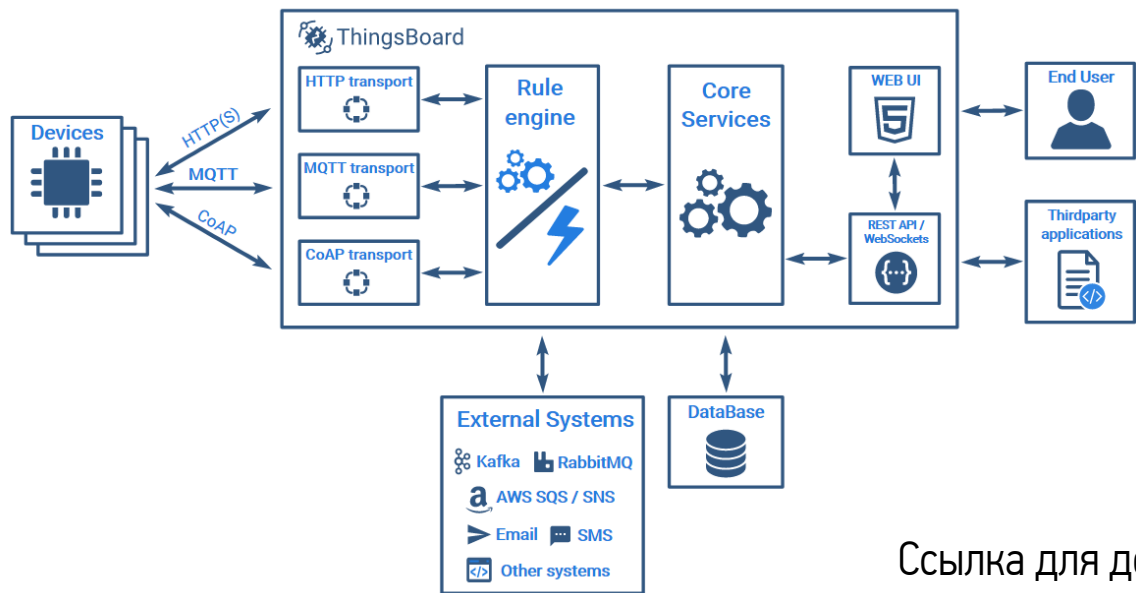 ThingsBoard
Devices
HTTP(S)
MQTT
CoAP
HTTP transport
MQTT transport
CoAP transport
Rule
engine
Core
Services
WEB UI
REST API /
WebSockets
End User
Thirdparty
applications
External Systems
Kafka RabbitMQ
AWS SQS / SNS
Email SMS
Other systems
DataBase
Ссылка для